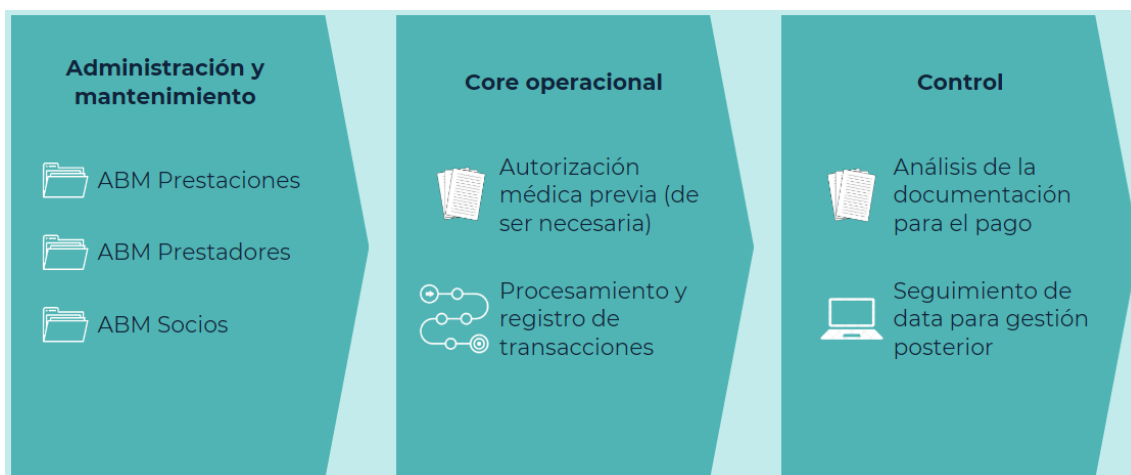 Administración y
mantenimiento
ABM Prestaciones
ABM Prestadores
ABM Socios
Core operacional
Autorización
médica previa (de
ser necesaria)
Procesamiento y
registro de
transacciones
Control
Análisis de la
documentación
para el pago
Seguimiento de
data para gestión
posterior